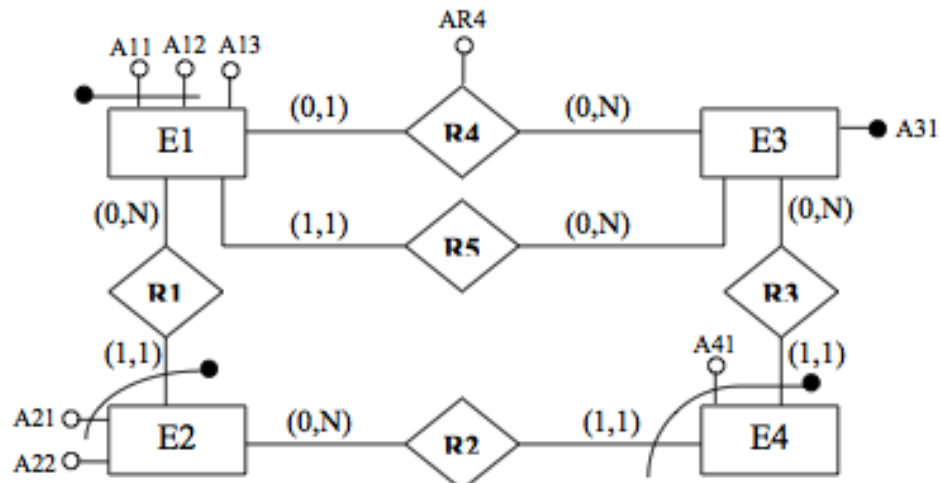 AR4
A11 A12 A13
(0,1) (0,N)
E1 R4 E3 A31
(0,N) (1,1) (0,N) (0,N)
R5
R1 R3
(1,1) A41 (1,1)
A21 (0,N) (1,1)
E2 R2 E4
A22